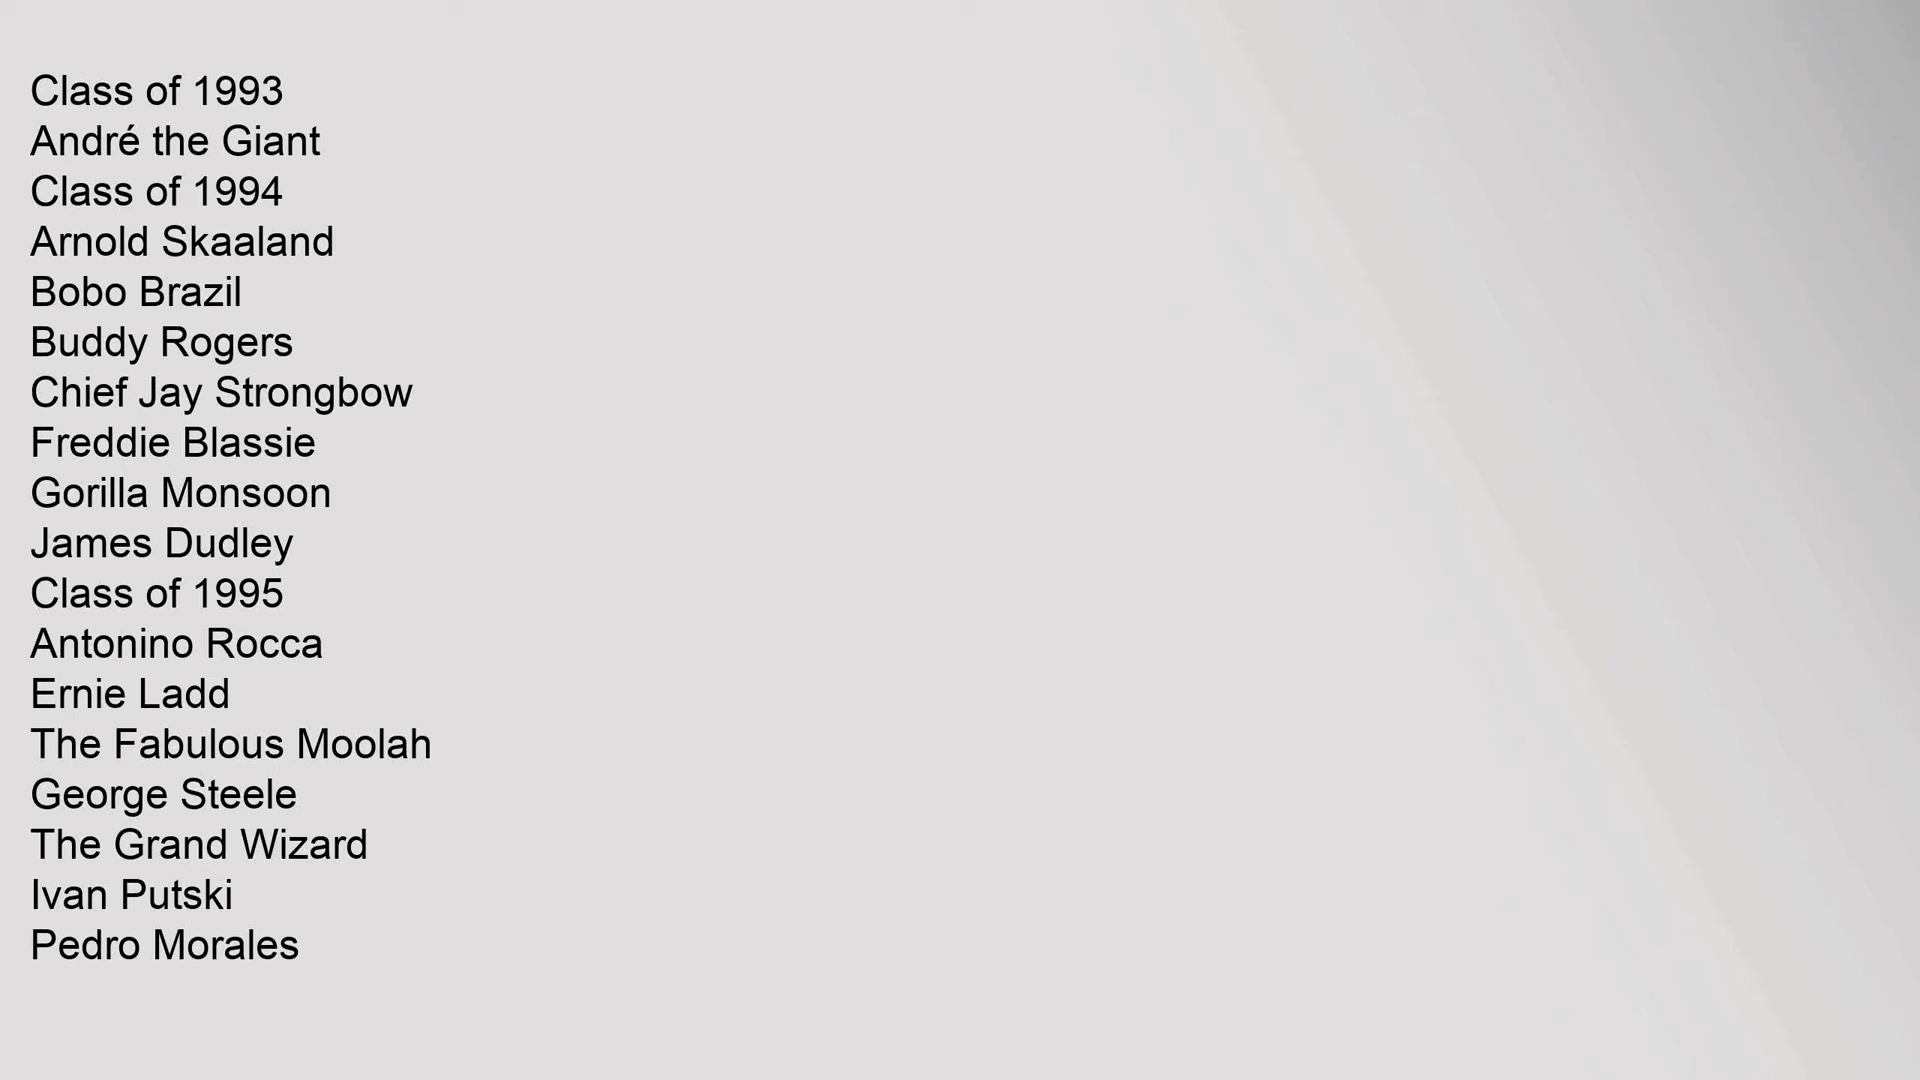 Class of 1993
André the Giant
Class of 1994
Arnold Skaaland
Bobo Brazil
Buddy Rogers
Chief Jay Strongbow
Freddie Blassie
Gorilla Monsoon
James Dudley
Class of 1995
Antonino Rocca
Ernie Ladd
The Fabulous Moolah
George Steele
The Grand Wizard
Ivan Putski
Pedro Morales